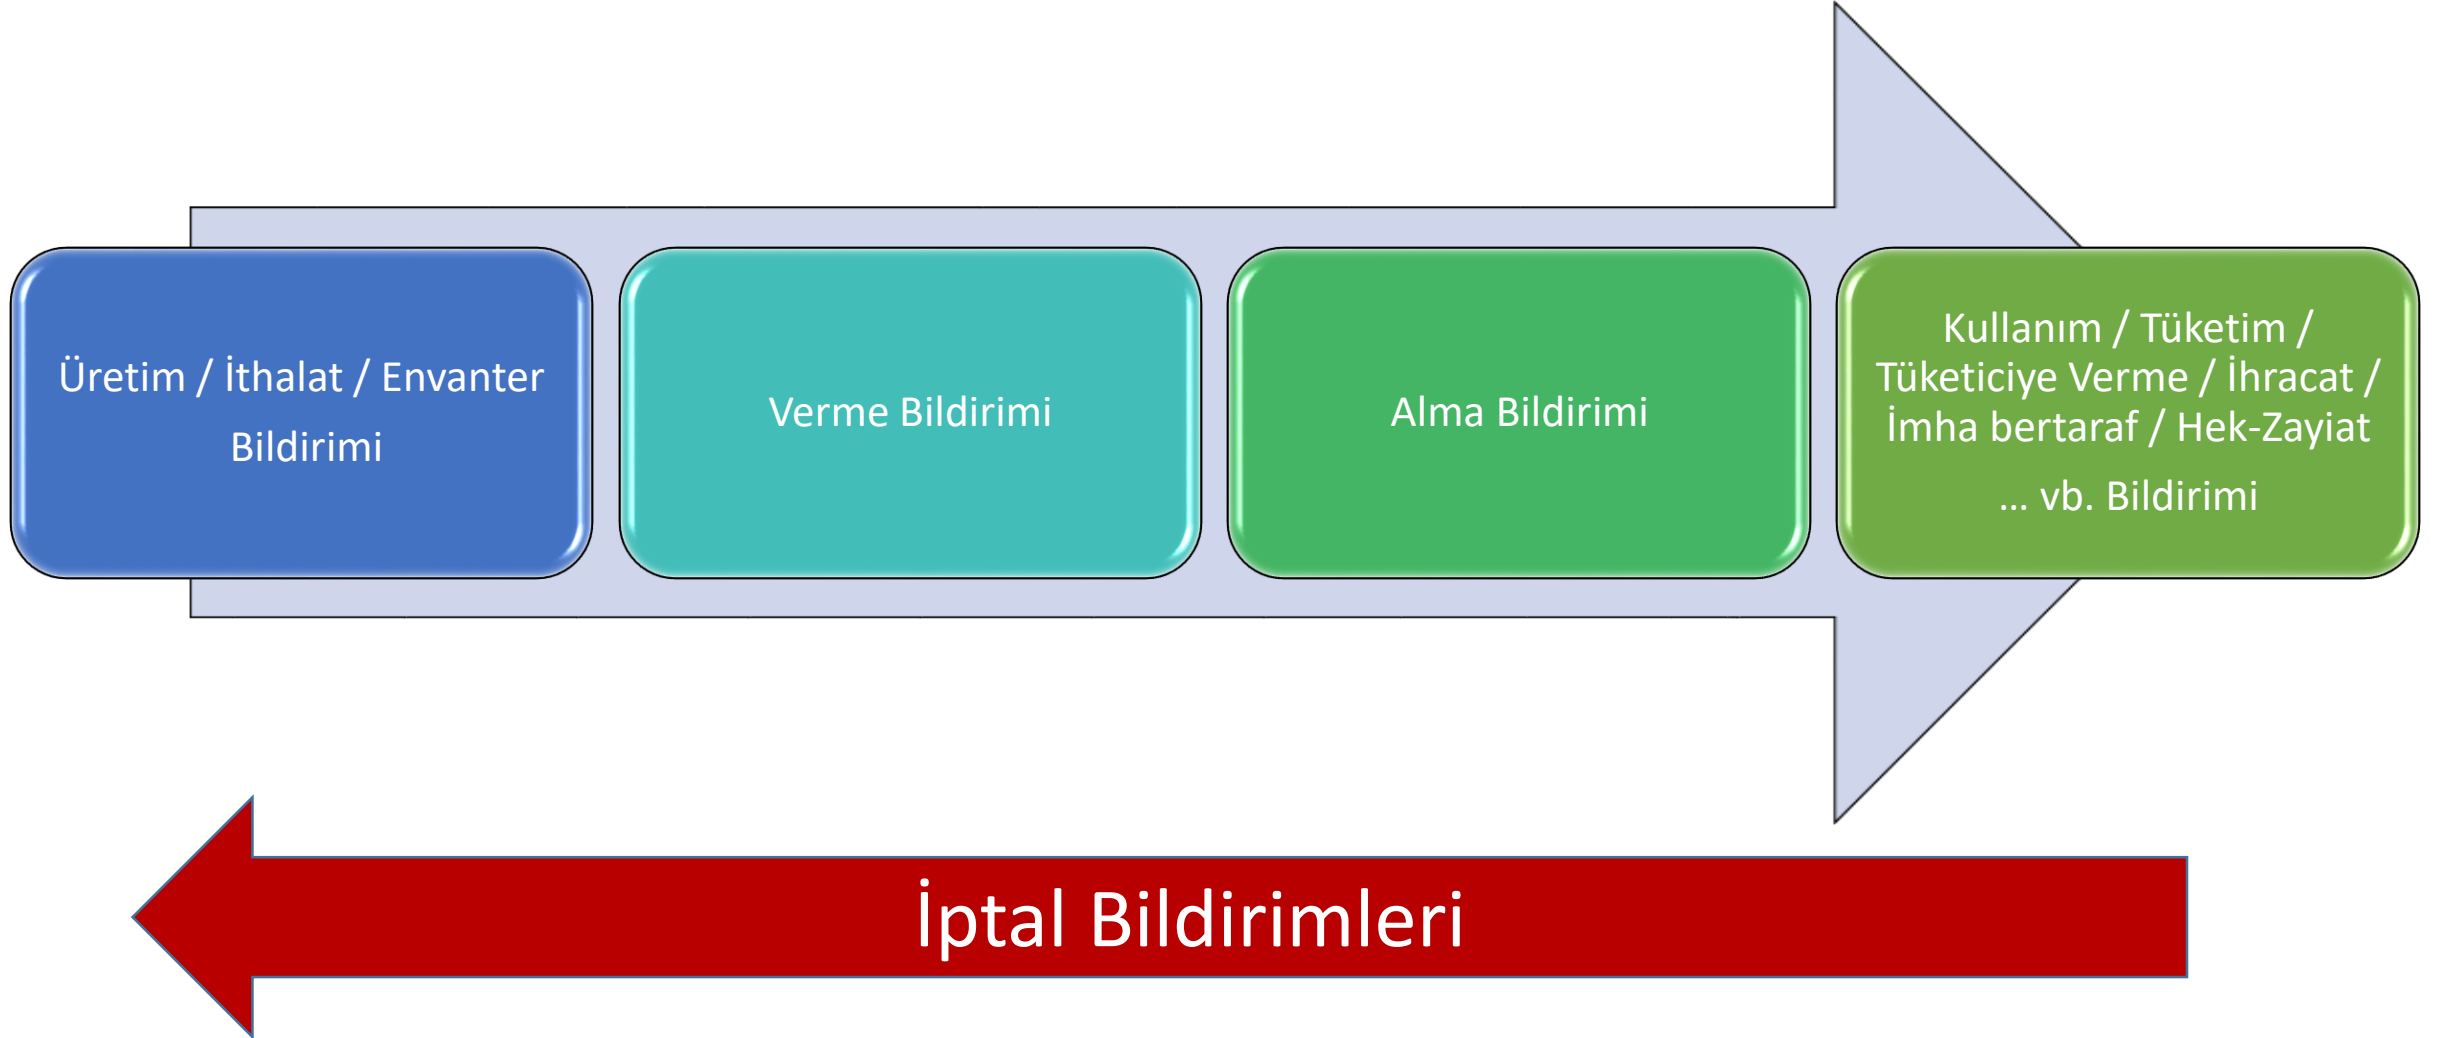 Üretim / İthalat / Envanter
Bildirimi
Verme Bildirimi
Alma Bildirimi
Kullanım / Tüketim /
Tüketiciye Verme / İhracat /
İmha bertaraf / Hek-Zayiat
... vb. Bildirimi
İptal Bildirimleri